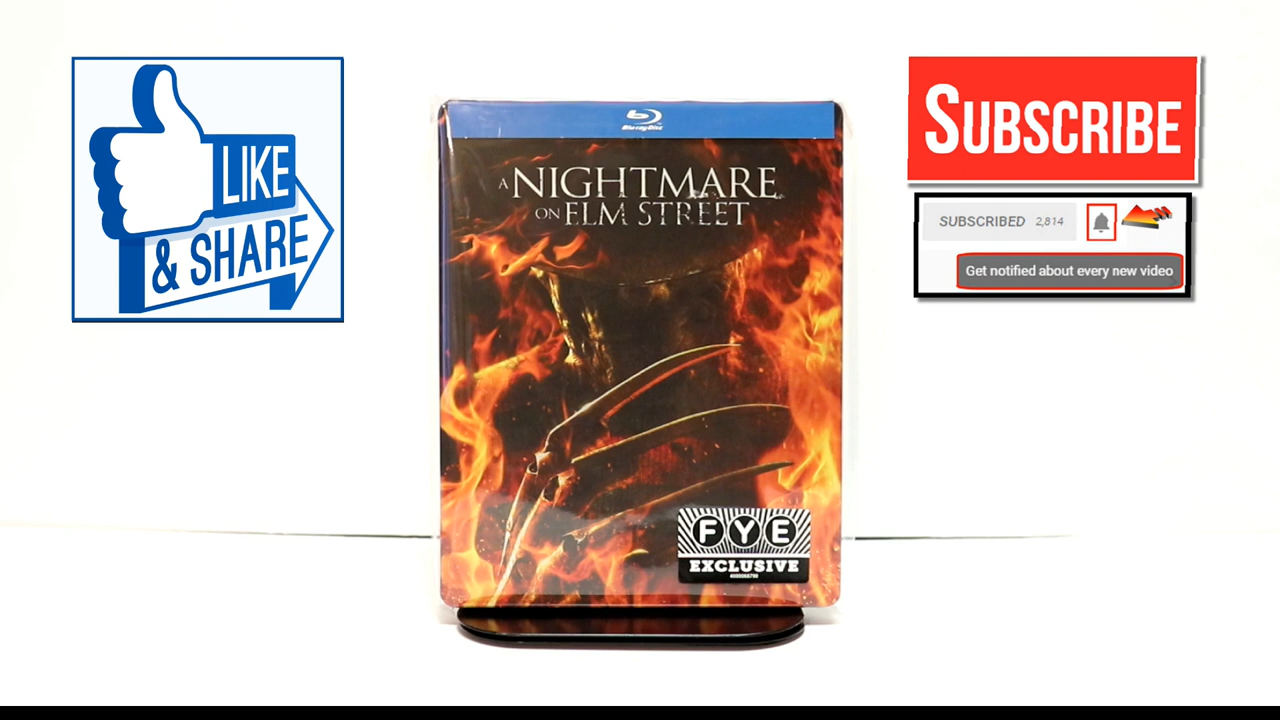 LIKE
& SHARE
Blu-ray Disc
A NIGHTMARE
ON ELM STREET
FYE
EXCLUSIVE
SUBSCRIBE
SUBSCRIBED 2,814
Get notified about every new video